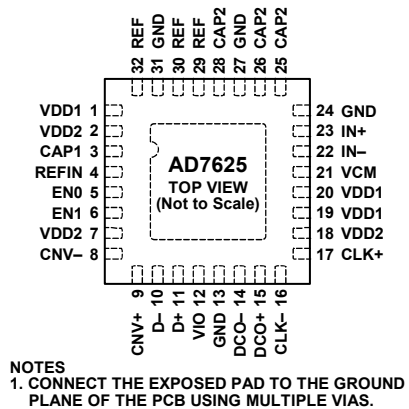 32 REF
31 GND
30 REF
29 REF
28 CAP2
27 GND
26 CAP2
25 CAP2
VDD1 1
VDD2 2
CAP1 3
REFIN 4
EN0 5
EN1 6
VDD2 7
CNV– 8
AD7625
TOP VIEW
(Not to Scale)
24 GND
23 IN+
22 IN–
21 VCM
20 VDD1
19 VDD1
18 VDD2
17 CLK+
CNV+ 9
D– 10
D+ 11
VIO 12
GND 13
DCO– 14
DCO+ 15
CLK– 16
NOTES
1. CONNECT THE EXPOSED PAD TO THE GROUND
PLANE OF THE PCB USING MULTIPLE VIAS.